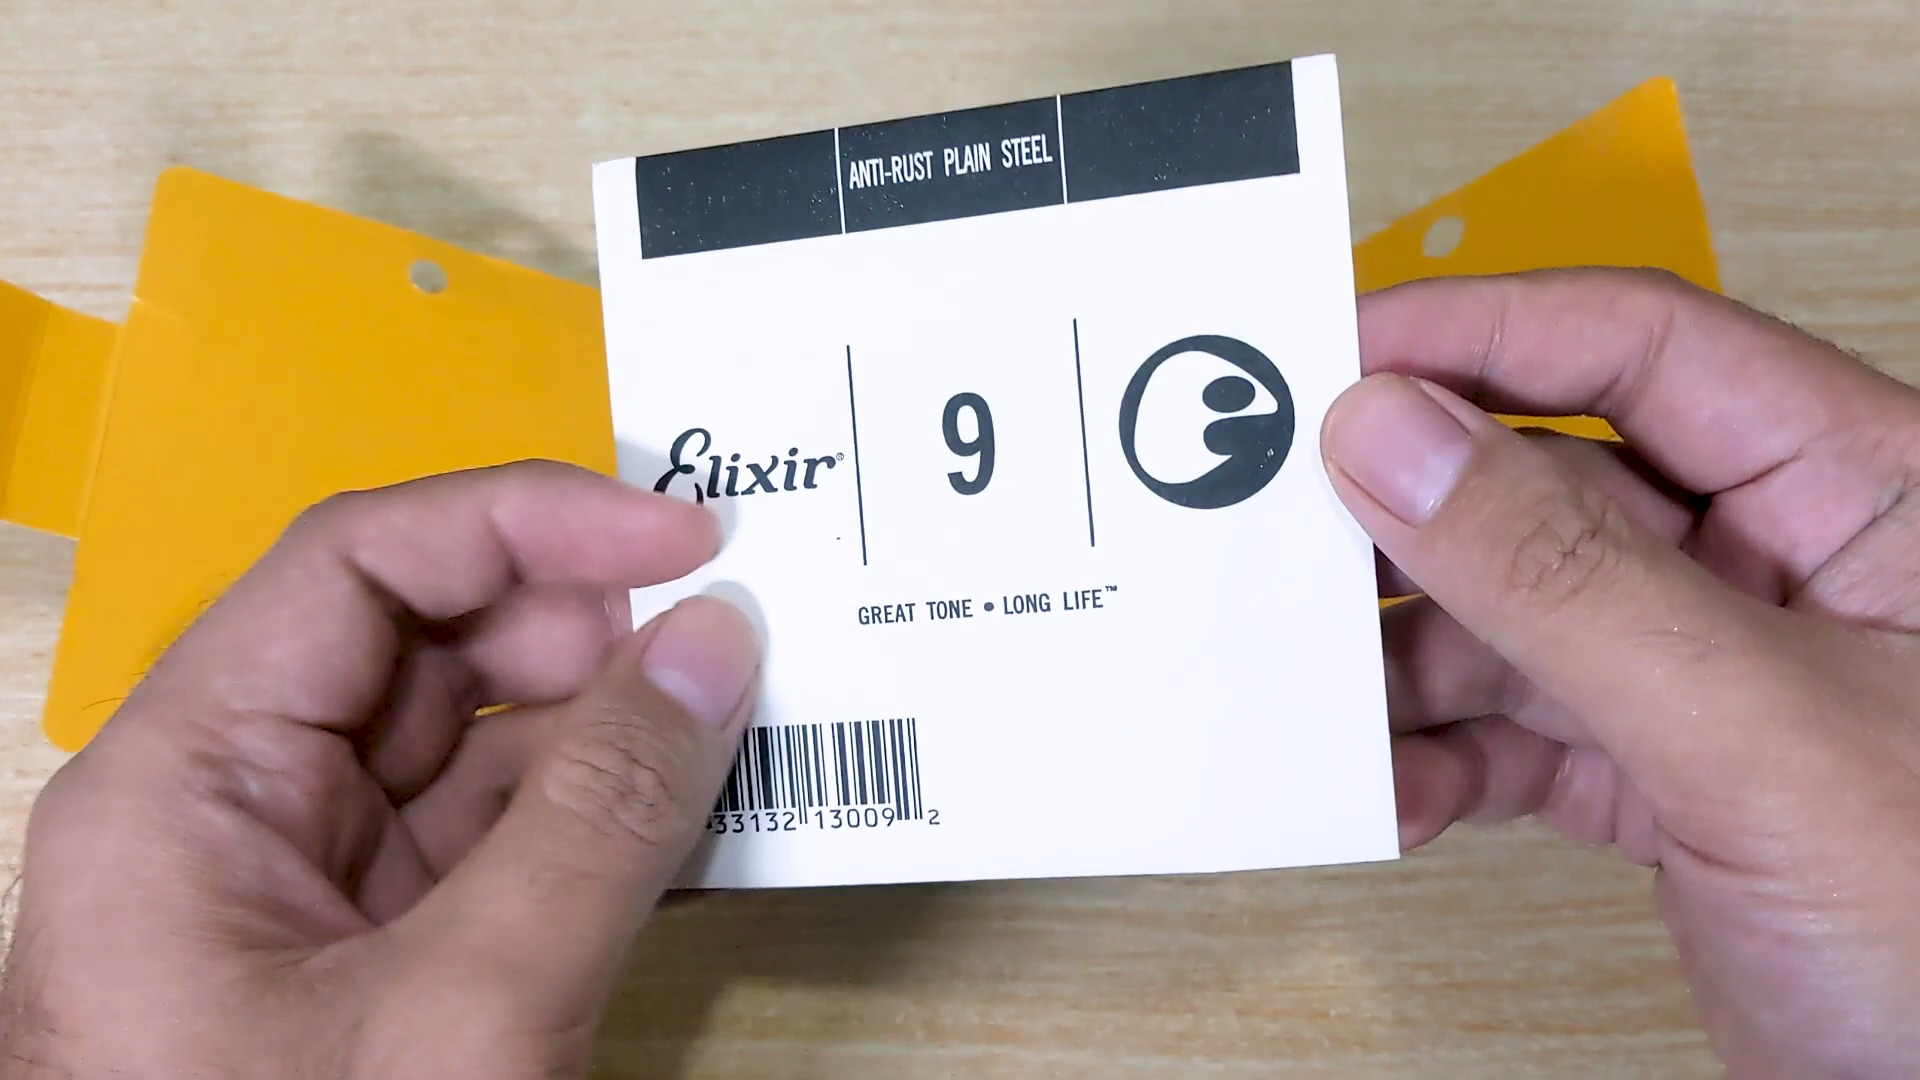 ANTI-RUST PLAIN STEEL
Elixir®
9
GREAT TONE • LONG LIFE™
33132 13009 2